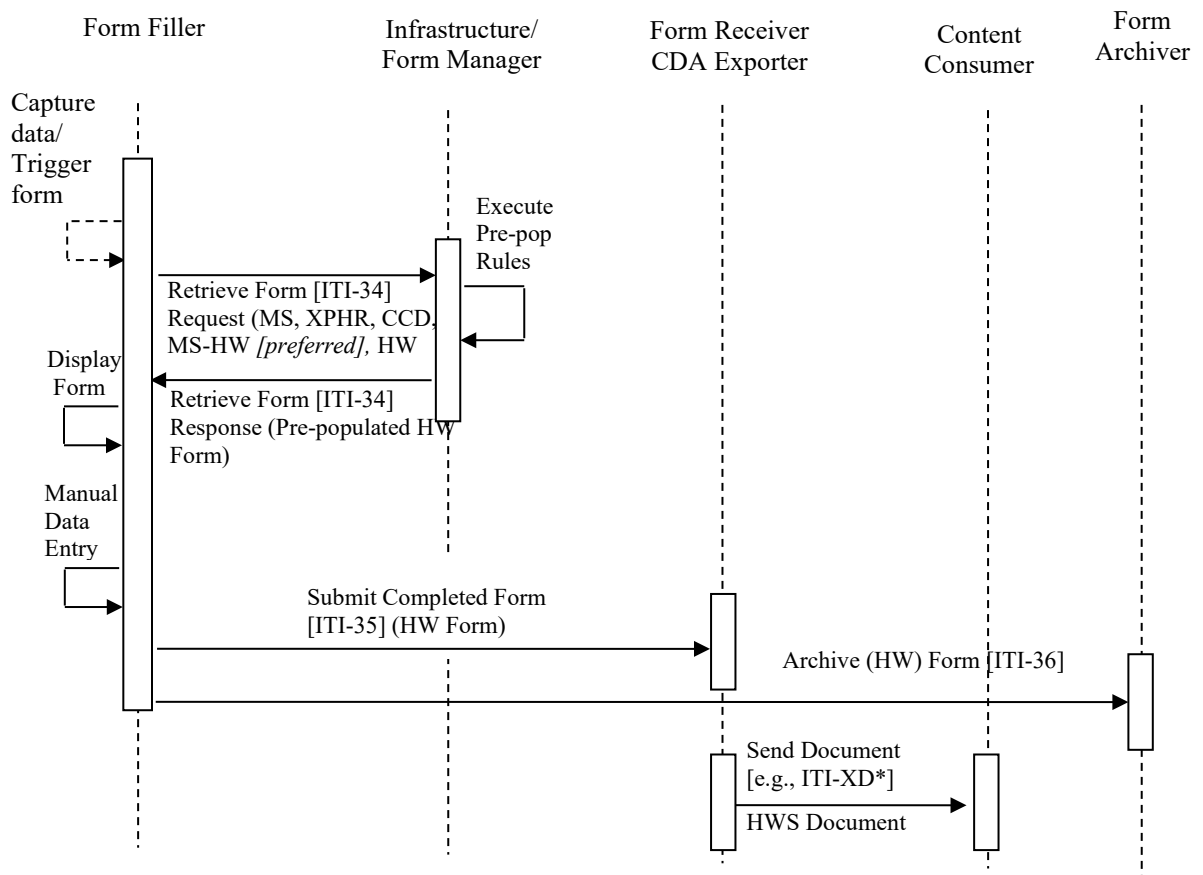 Form Filler
Infrastructure/
Form Manager
Form Receiver
CDA Exporter
Content
Consumer
Form
Archiver
Capture
data/
Trigger
form
Execute
Pre-pop
Rules
Retrieve Form [ITI-34]
Request (MS, XPHR, CCD,
MS-HW [preferred], HW
Display
Form
Retrieve Form [ITI-34]
Response (Pre-populated HW
Form)
Manual
Data
Entry
Submit Completed Form
[ITI-35] (HW Form)
Archive (HW) Form [ITI-36]
Send Document
[e.g., ITI-XD*]
HWS Document